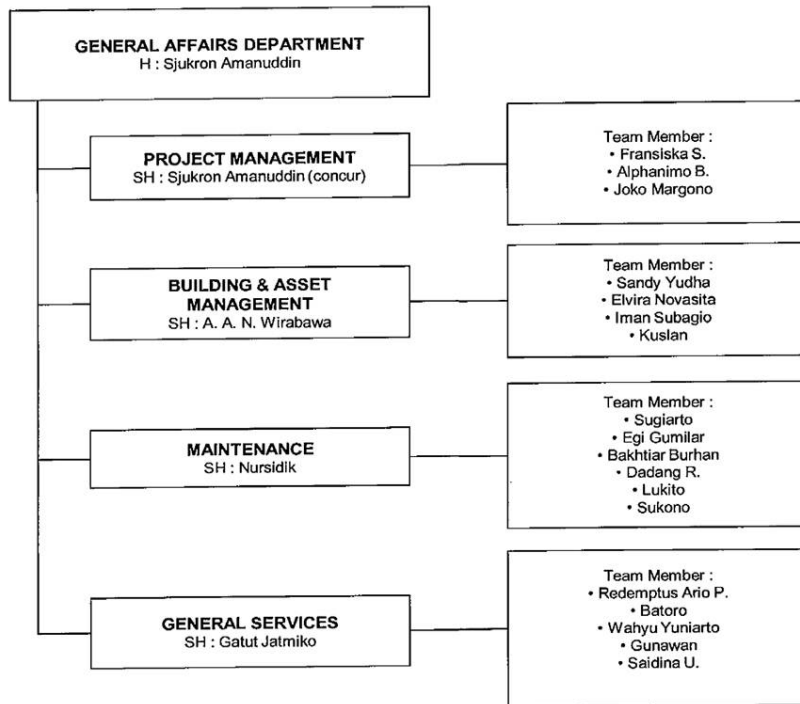 GENERAL AFFAIRS DEPARTMENT
H : Sjukron Amanuddin
PROJECT MANAGEMENT
SH : Sjukron Amanuddin (concur)
Team Member :
• Fransiska S.
• Alphanimo B.
• Joko Margono
BUILDING & ASSET
MANAGEMENT
SH : A. A. N. Wirabawa
Team Member :
• Sandy Yudha
• Elvira Novasita
• Iman Subagio
• Kuslan
MAINTENANCE
SH : Nursidik
Team Member :
• Sugiarto
• Egi Gumilar
• Bakhtiar Burhan
• Dadang R.
• Lukito
• Sukono
GENERAL SERVICES
SH : Gatut Jatmiko
Team Member :
• Redemptus Ario P.
• Batoro
• Wahyu Yuniarto
• Gunawan
• Saidina U.